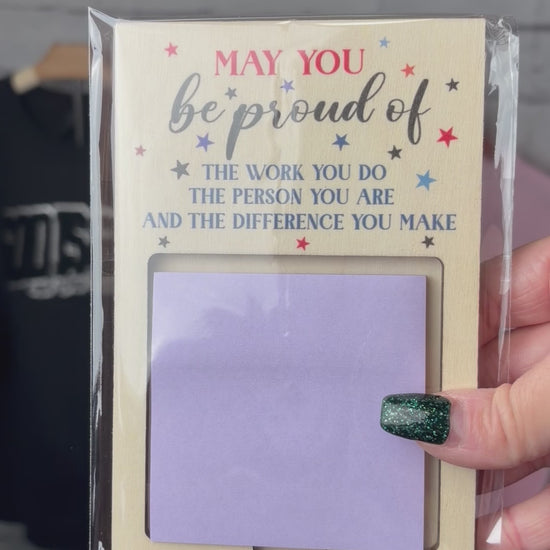 MAY YOU
be proud of
THE WORK YOU DO
THE PERSON YOU ARE
AND THE DIFFERENCE YOU MAKE